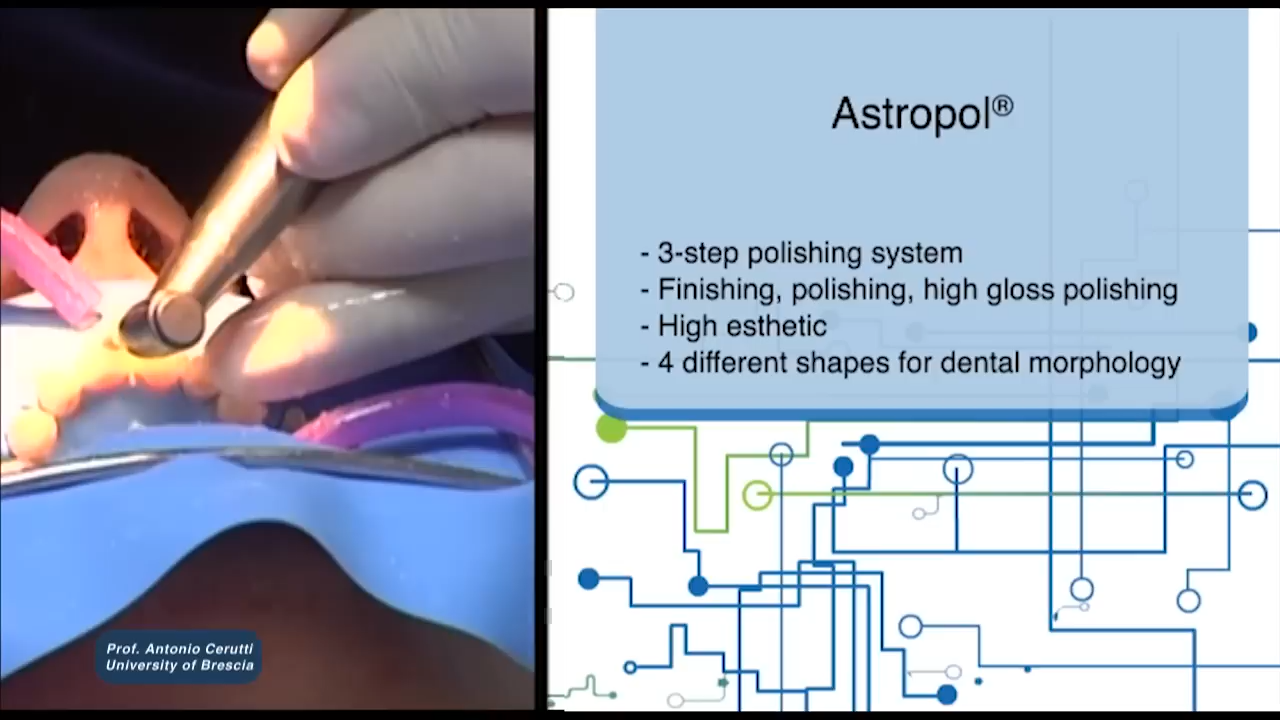 Astropol®
- 3-step polishing system
- Finishing, polishing, high gloss polishing
- High esthetic
- 4 different shapes for dental morphology
Prof. Antonio Cerutti
University of Brescia